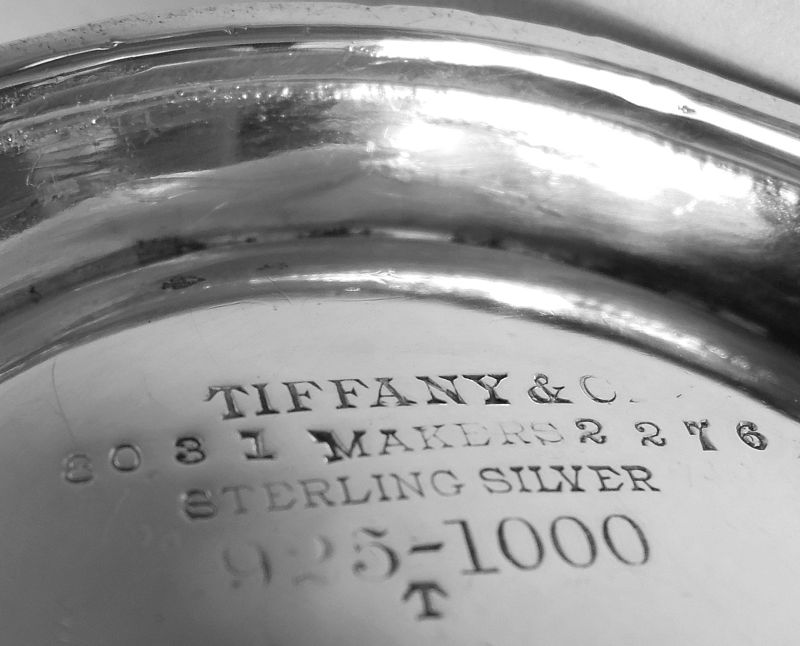 TIFFANY & C
8031 MAKERS 2276
STERLING SILVER
925-1000
T